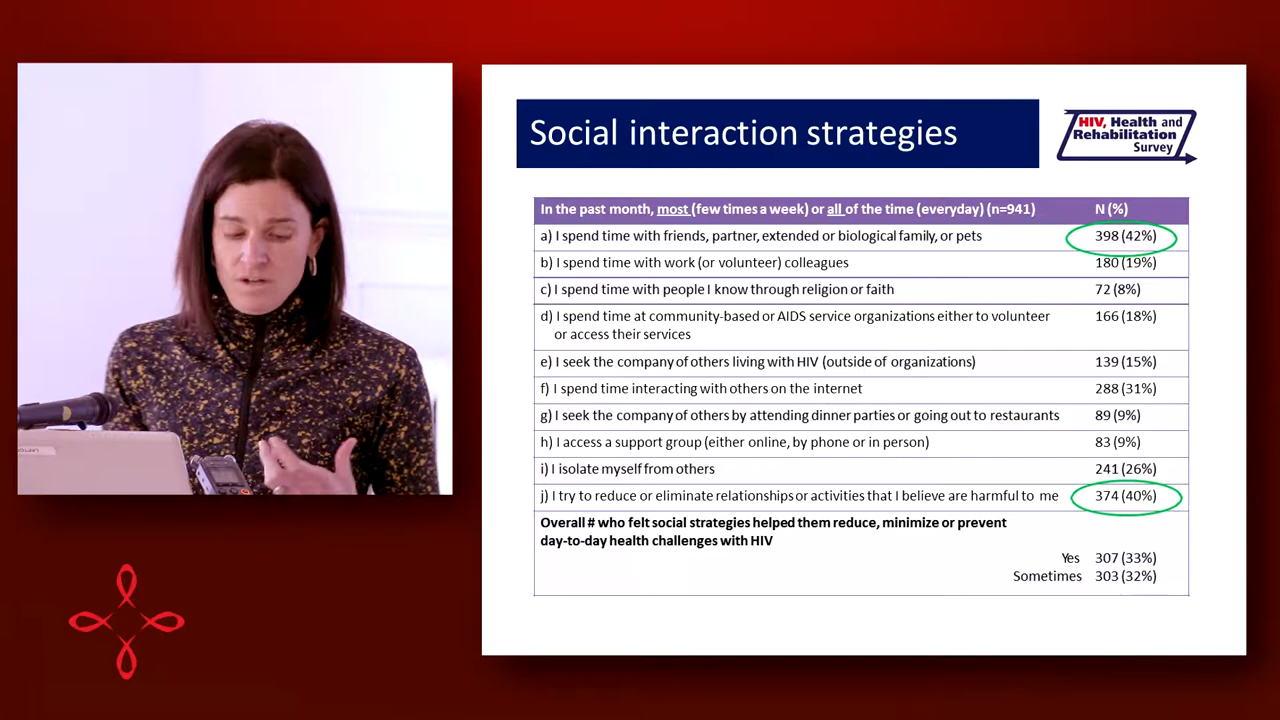 Social interaction strategies
HIV, Health and
Rehabilitation
Survey
In the past month, most (few times a week) or all of the time (everyday) (n=941) N (%)
a) I spend time with friends, partner, extended or biological family, or pets 398 (42%)
b) I spend time with work (or volunteer) colleagues 180 (19%)
c) I spend time with people I know through religion or faith 72 (8%)
d) I spend time at community-based or AIDS service organizations either to volunteer 166 (18%)
or access their services
e) I seek the company of others living with HIV (outside of organizations) 139 (15%)
f) I spend time interacting with others on the internet 288 (31%)
g) I seek the company of others by attending dinner parties or going out to restaurants 89 (9%)
h) I access a support group (either online, by phone or in person) 83 (9%)
i) I isolate myself from others 241 (26%)
j) I try to reduce or eliminate relationships or activities that I believe are harmful to me 374 (40%)
Overall # who felt social strategies helped them reduce, minimize or prevent
day-to-day health challenges with HIV
Yes 307 (33%)
Sometimes 303 (32%)